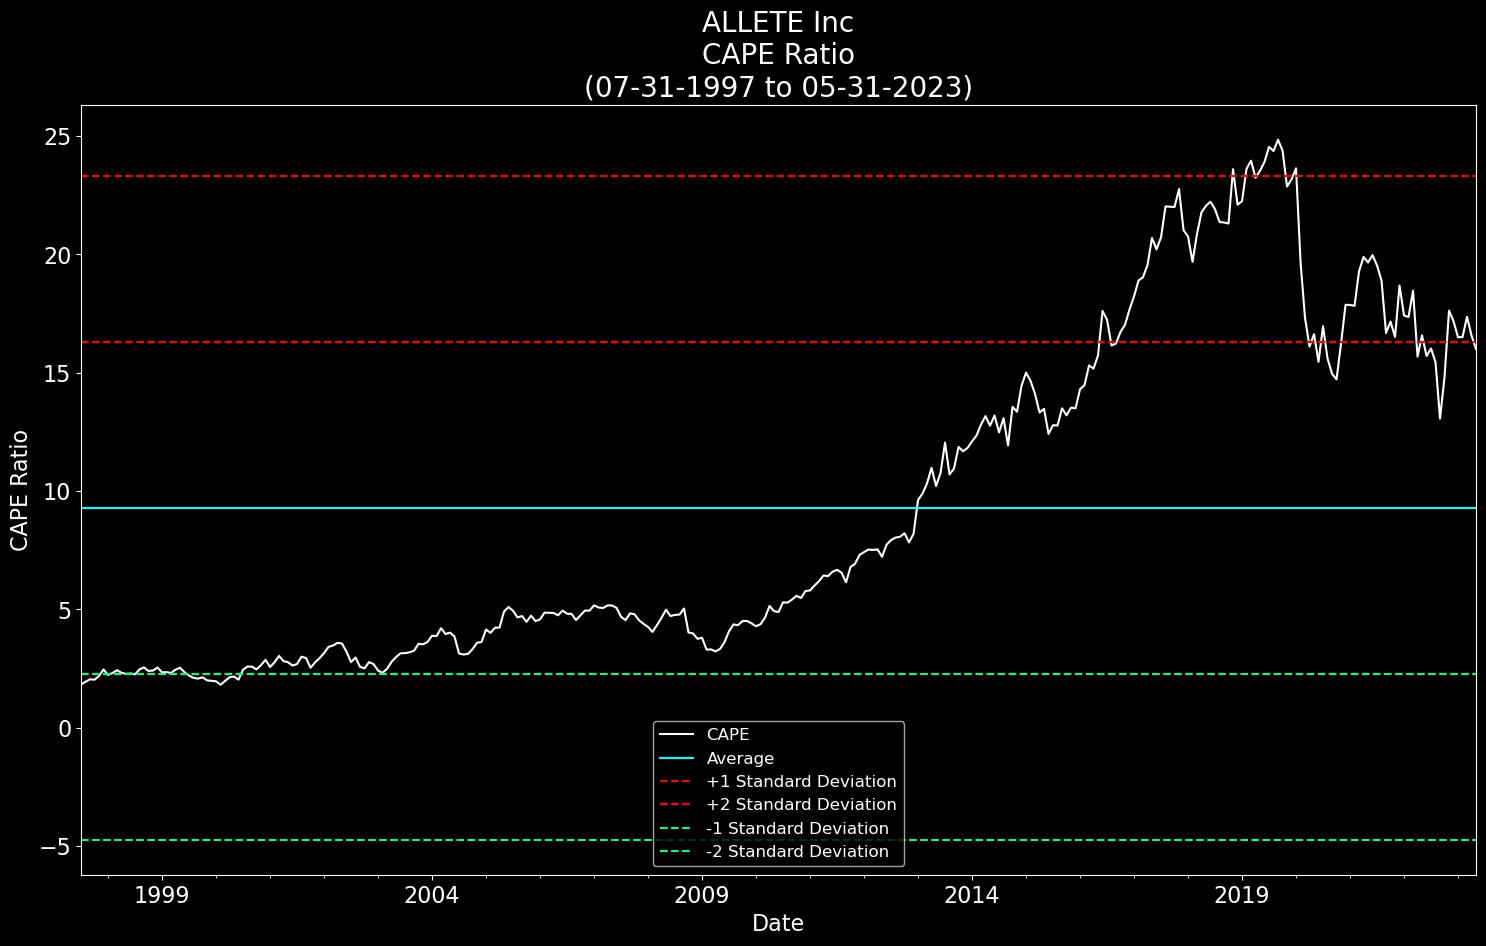 ALLETE Inc
CAPE Ratio
(07-31-1997 to 05-31-2023)
25
20
15
10
5
0
−5
CAPE Ratio
CAPE
Average
+1 Standard Deviation
+2 Standard Deviation
-1 Standard Deviation
-2 Standard Deviation
1999 2004 2009 2014 2019
Date